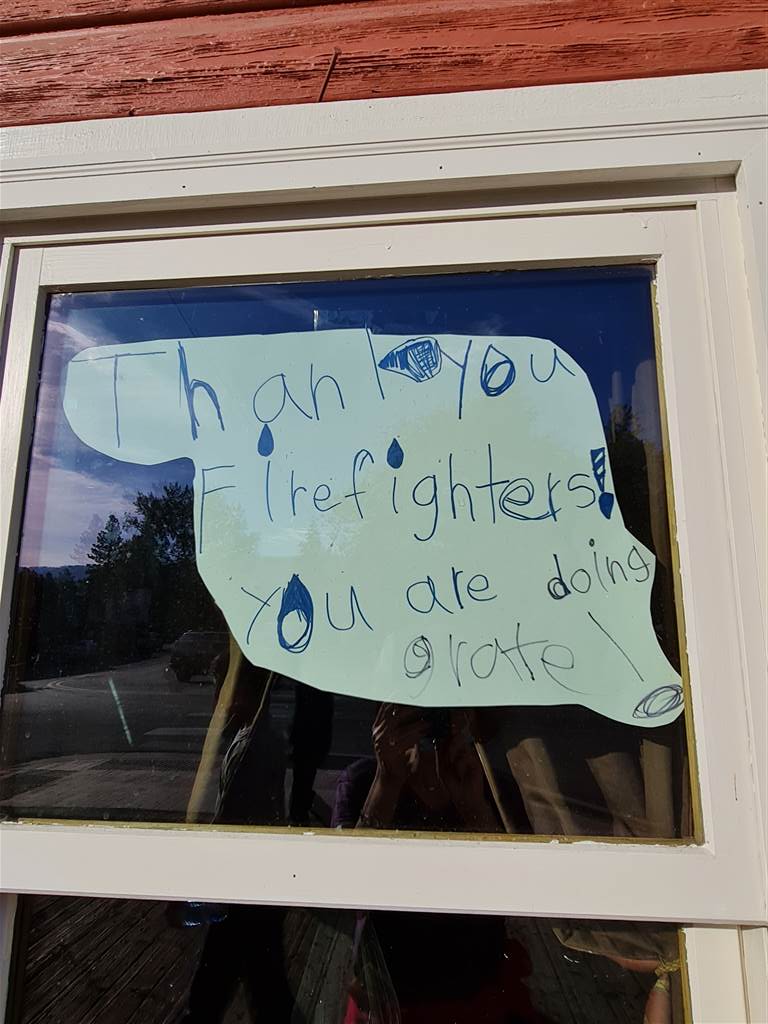 Thank you
Firefighters!
you are doing
grate!